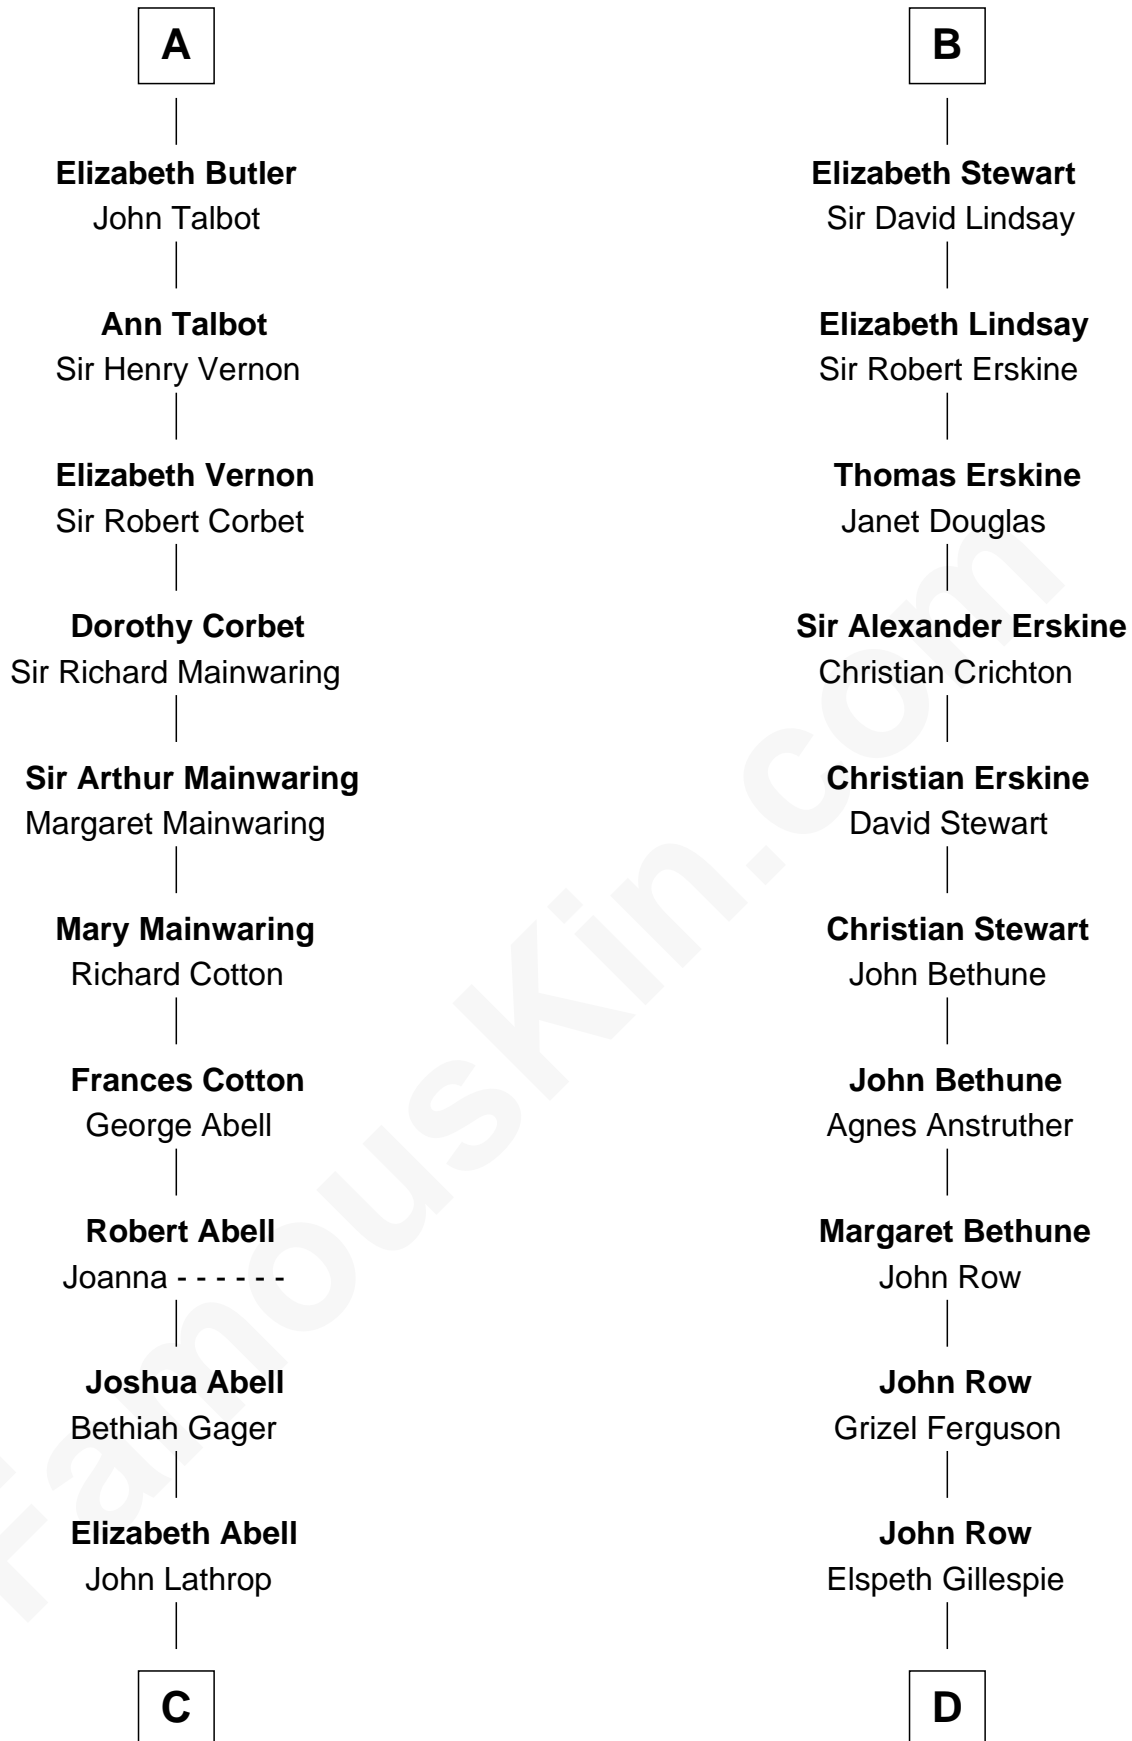 A
Elizabeth Butler
John Talbot
Ann Talbot
Sir Henry Vernon
Elizabeth Vernon
Sir Robert Corbet
Dorothy Corbet
Sir Richard Mainwaring
Sir Arthur Mainwaring
Margaret Mainwaring
Mary Mainwaring
Richard Cotton
Frances Cotton
George Abell
Robert Abell
Joanna - - - - - -
Joshua Abell
Bethiah Gager
Elizabeth Abell
John Lathrop
C
B
Elizabeth Stewart
Sir David Lindsay
Elizabeth Lindsay
Sir Robert Erskine
Thomas Erskine
Janet Douglas
Sir Alexander Erskine
Christian Crichton
Christian Erskine
David Stewart
Christian Stewart
John Bethune
John Bethune
Agnes Anstruther
Margaret Bethune
John Row
John Row
Grizel Ferguson
John Row
Elspeth Gillespie
D
FamousKin.com